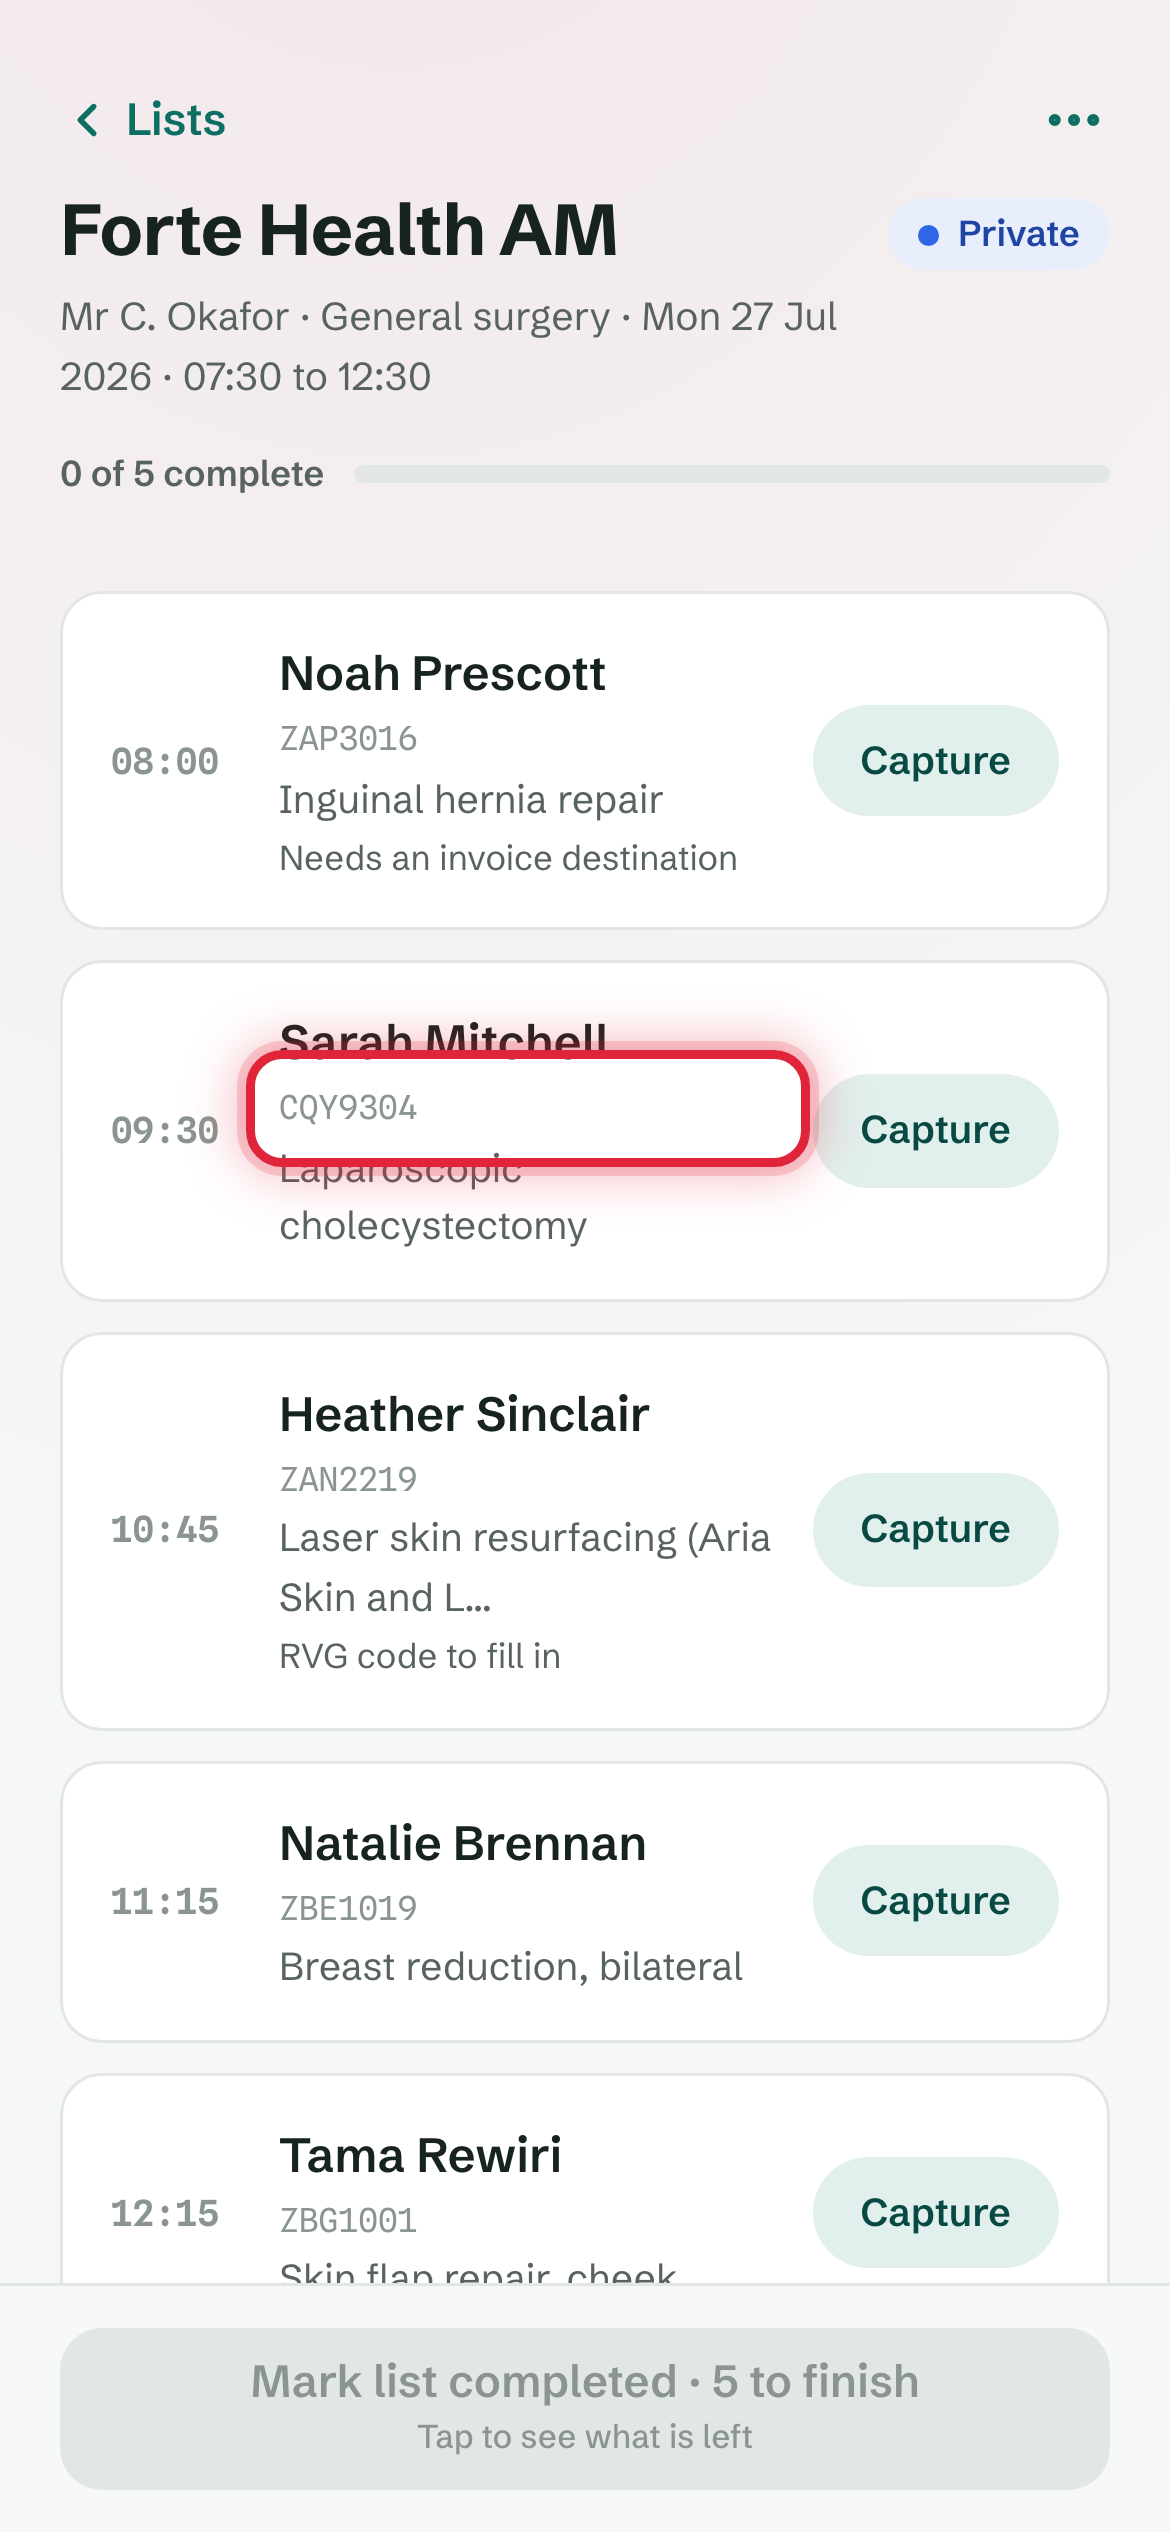 Lists
Forte Health AM
Private
Mr C. Okafor · General surgery · Mon 27 Jul
2026 · 07:30 to 12:30
0 of 5 complete
Noah Prescott
ZAP3016
08:00
Capture
Inguinal hernia repair
Needs an invoice destination
Sarah Mitchell
CQY9304
09:30
Capture
Laparoscopic
cholecystectomy
Heather Sinclair
ZAN2219
10:45
Capture
Laser skin resurfacing (Aria
Skin and L...
RVG code to fill in
Natalie Brennan
ZBE1019
11:15
Capture
Breast reduction, bilateral
Tama Rewiri
ZBG1001
12:15
Capture
Skin flap repair, cheek
Mark list completed · 5 to finish
Tap to see what is left